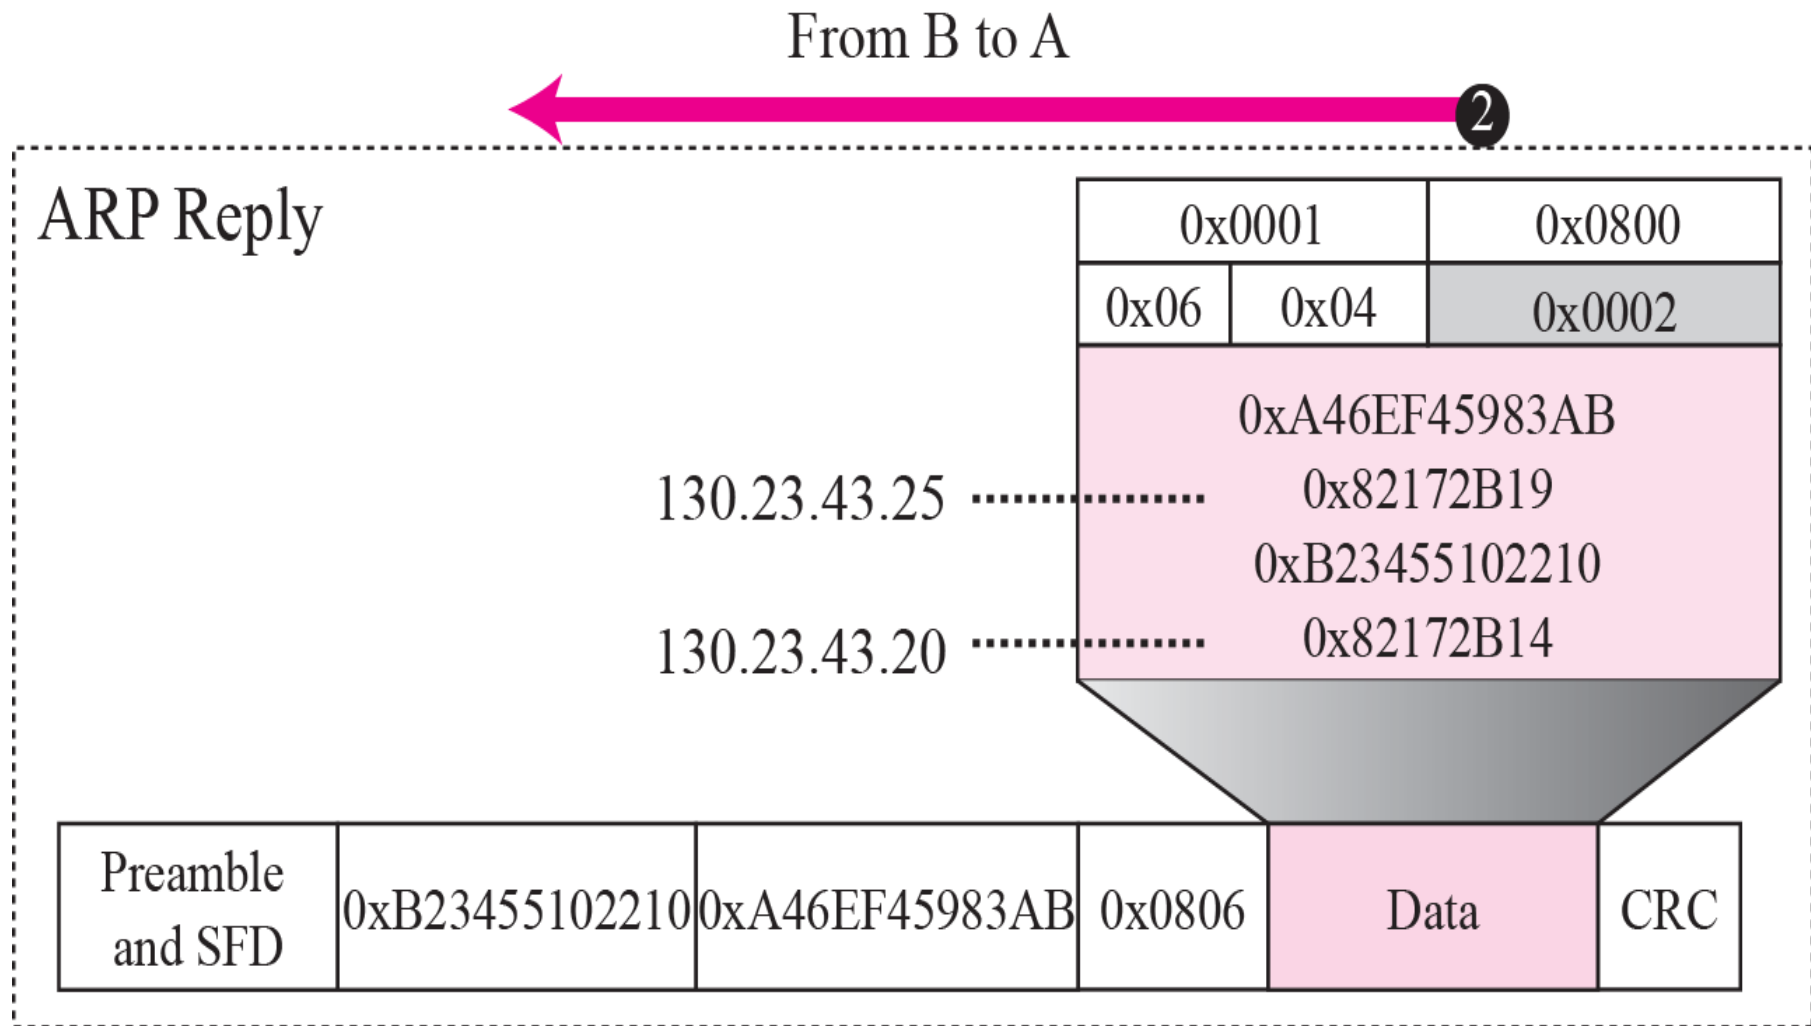 From B to A
2
ARP Reply
0x0001 0x0800
0x06 0x04 0x0002
0xA46EF45983AB
130.23.43.25 0x82172B19
0xB23455102210
130.23.43.20 0x82172B14
Preamble
and SFD
0xB23455102210 0xA46EF45983AB 0x0806 Data CRC